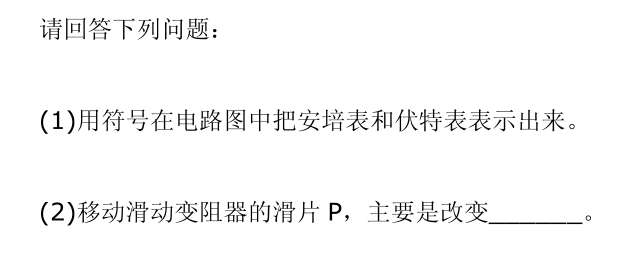 请回答下列问题：
(1)用符号在电路图中把安培表和伏特表表示出来。
(2)移动滑动变阻器的滑片 P，主要是改变_______。